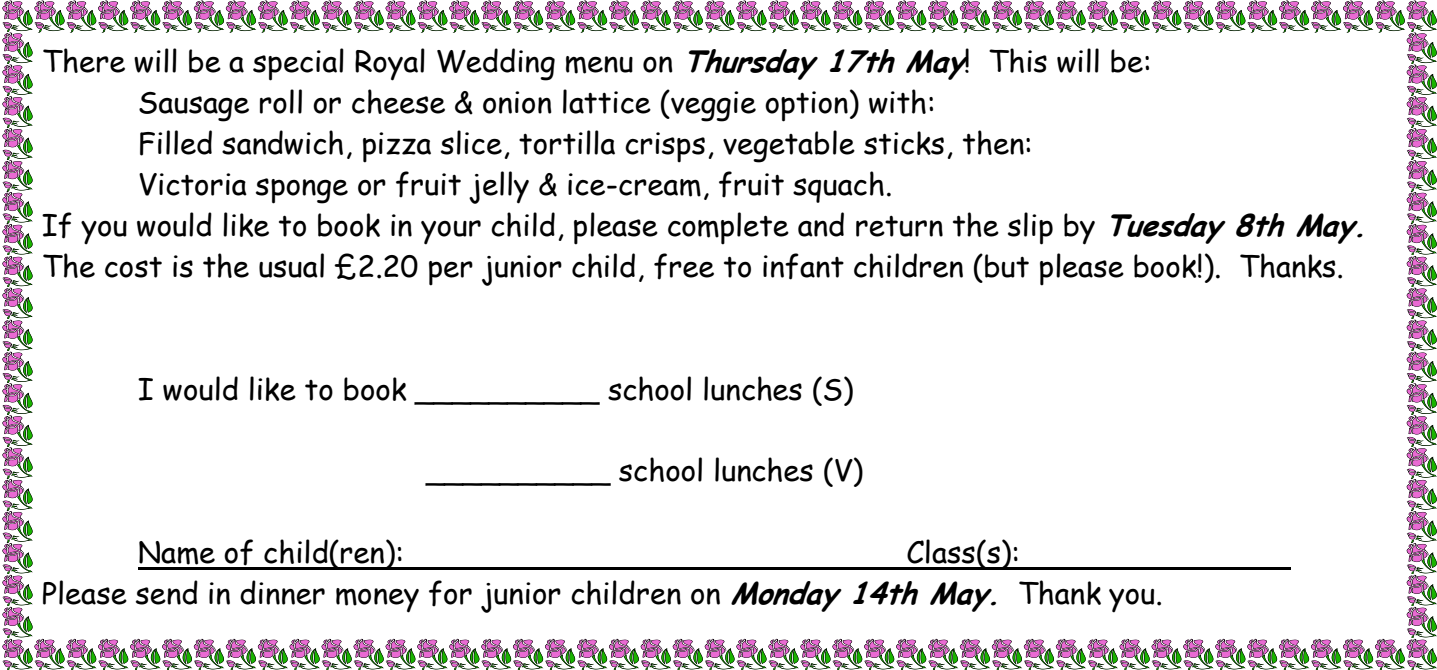 There will be a special Royal Wedding menu on Thursday 17th May!  This will be:
Sausage roll or cheese & onion lattice (veggie option) with:
Filled sandwich, pizza slice, tortilla crisps, vegetable sticks, then:
Victoria sponge or fruit jelly & ice-cream, fruit squach.
If you would like to book in your child, please complete and return the slip by Tuesday 8th May.
The cost is the usual £2.20 per junior child, free to infant children (but please book!).  Thanks.
I would like to book __________ school lunches (S)
__________ school lunches (V)
Name of child(ren): Class(s):
Please send in dinner money for junior children on Monday 14th May.  Thank you.